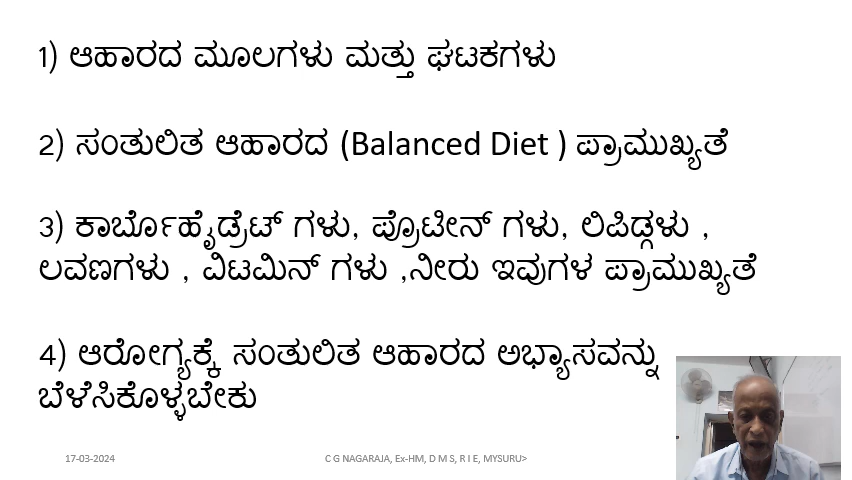 1) ಆಹಾರದ ಮೂಲಗಳು ಮತ್ತು ಘಟಕಗಳು
2) ಸಂತುಲಿತ ಆಹಾರದ (Balanced Diet ) ಪ್ರಾಮುಖ್ಯತೆ
3) ಕಾರ್ಬೊಹೈಡ್ರೆಟ್ ಗಳು, ಪ್ರೊಟೀನ್ ಗಳು, ಲಿಪಿಡ್ಗಳು ,
ಲವಣಗಳು , ವಿಟಮಿನ್ ಗಳು ,ನೀರು ಇವುಗಳ ಪ್ರಾಮುಖ್ಯತೆ
4) ಆರೋಗ್ಯಕ್ಕೆ ಸಂತುಲಿತ ಆಹಾರದ ಅಭ್ಯಾಸವನ್ನು
ಬೆಳೆಸಿಕೊಳ್ಳಬೇಕು
17-03-2024 C G NAGARAJA, Ex-HM, D M S, R I E, MYSURU>